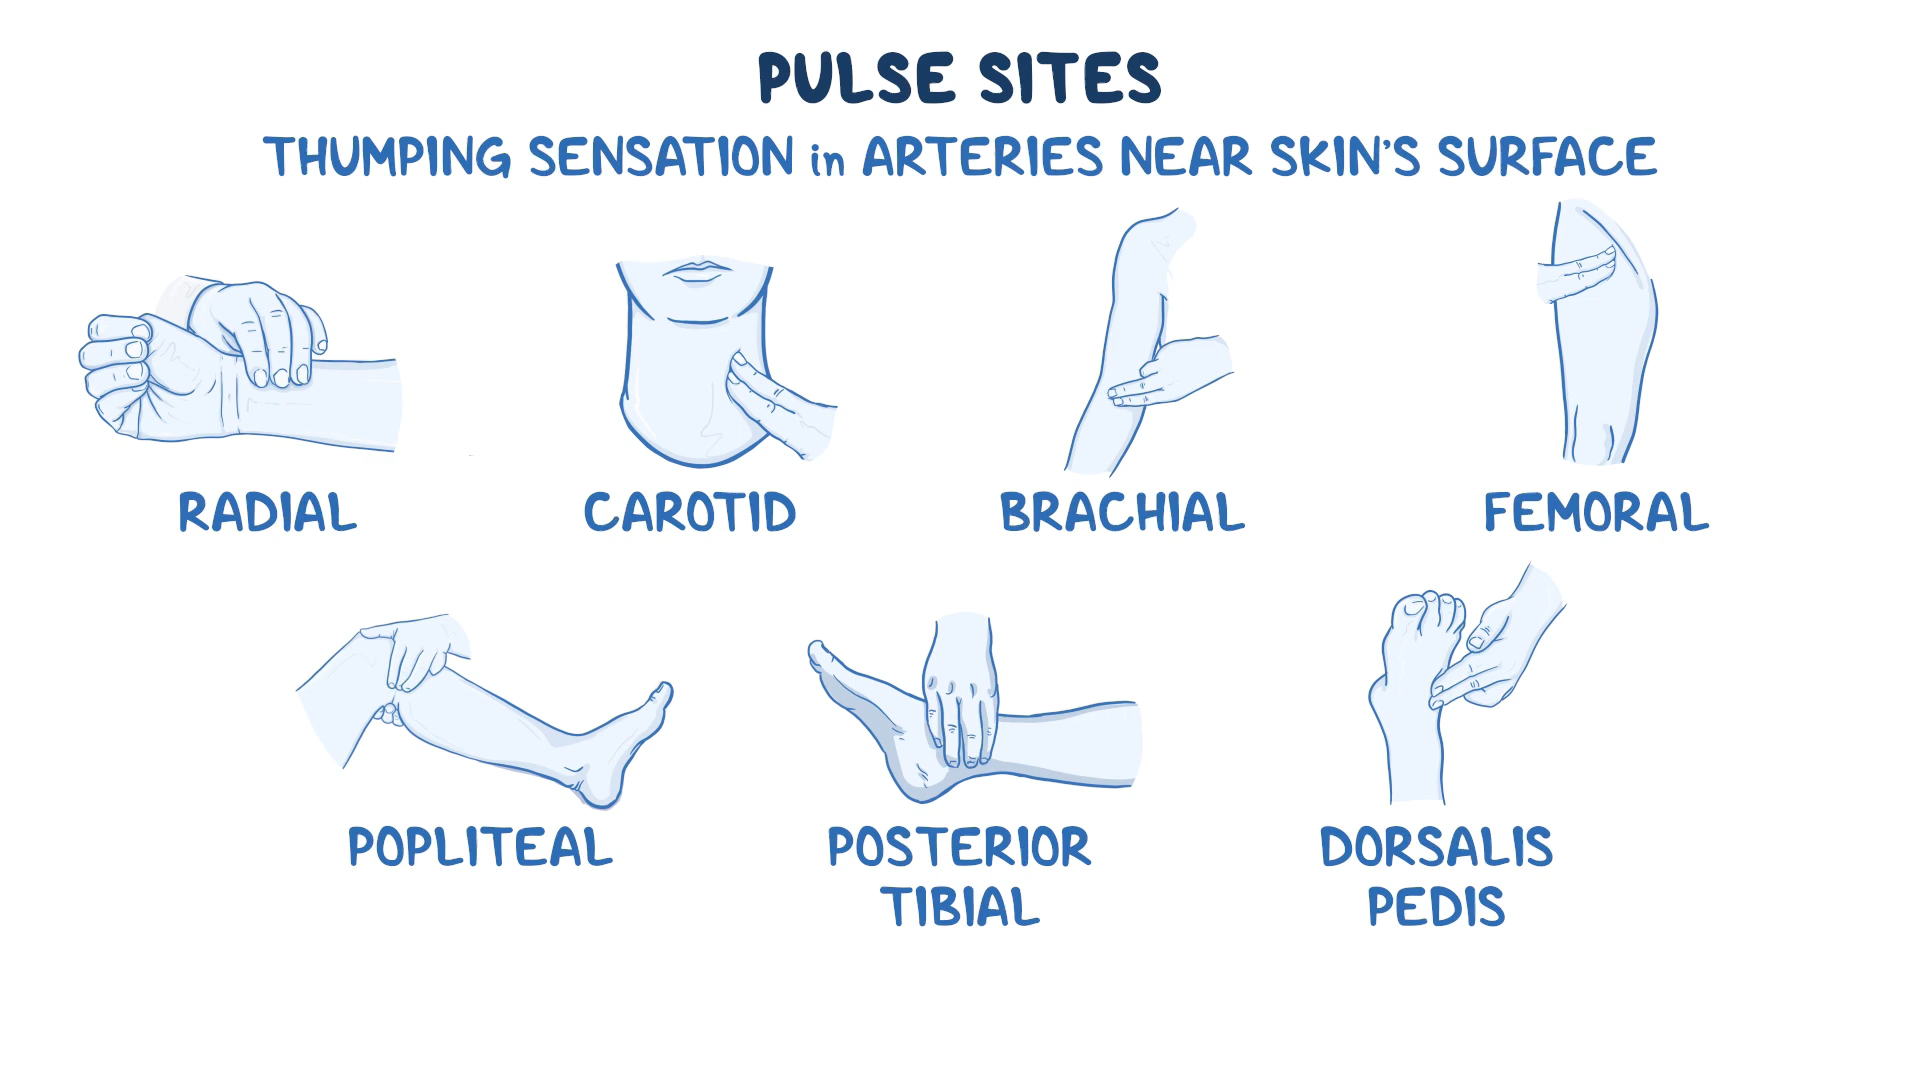 PULSE SITES
THUMPING SENSATION in ARTERIES NEAR SKIN'S SURFACE
RADIAL
CAROTID
BRACHIAL
FEMORAL
POPLITEAL
POSTERIOR
TIBIAL
DORSALIS
PEDIS